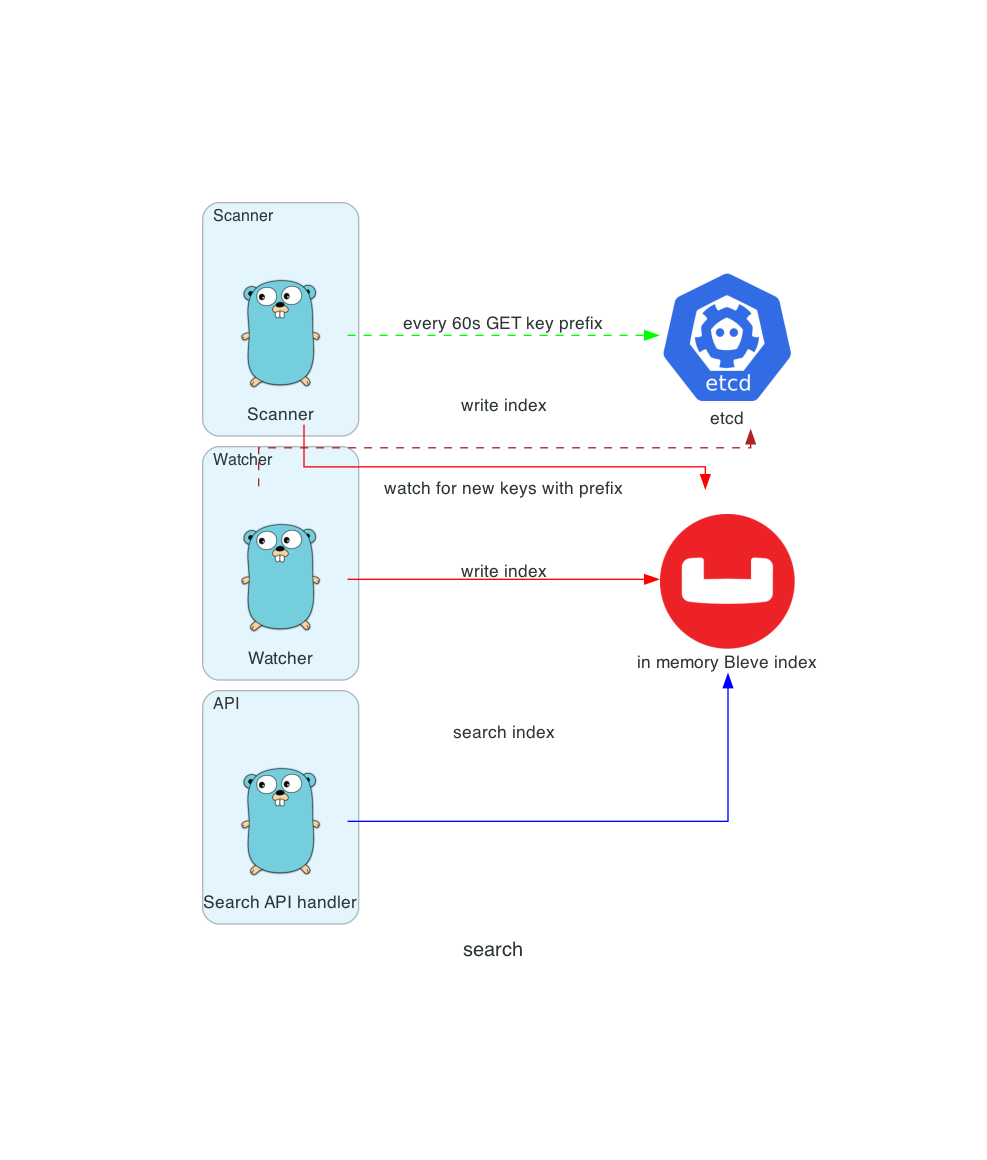 Scanner
every 60s GET key prefix
etcd
Scanner
write index
etcd
Watcher
watch for new keys with prefix
write index
Watcher
in memory Bleve index
API
search index
Search API handler
search